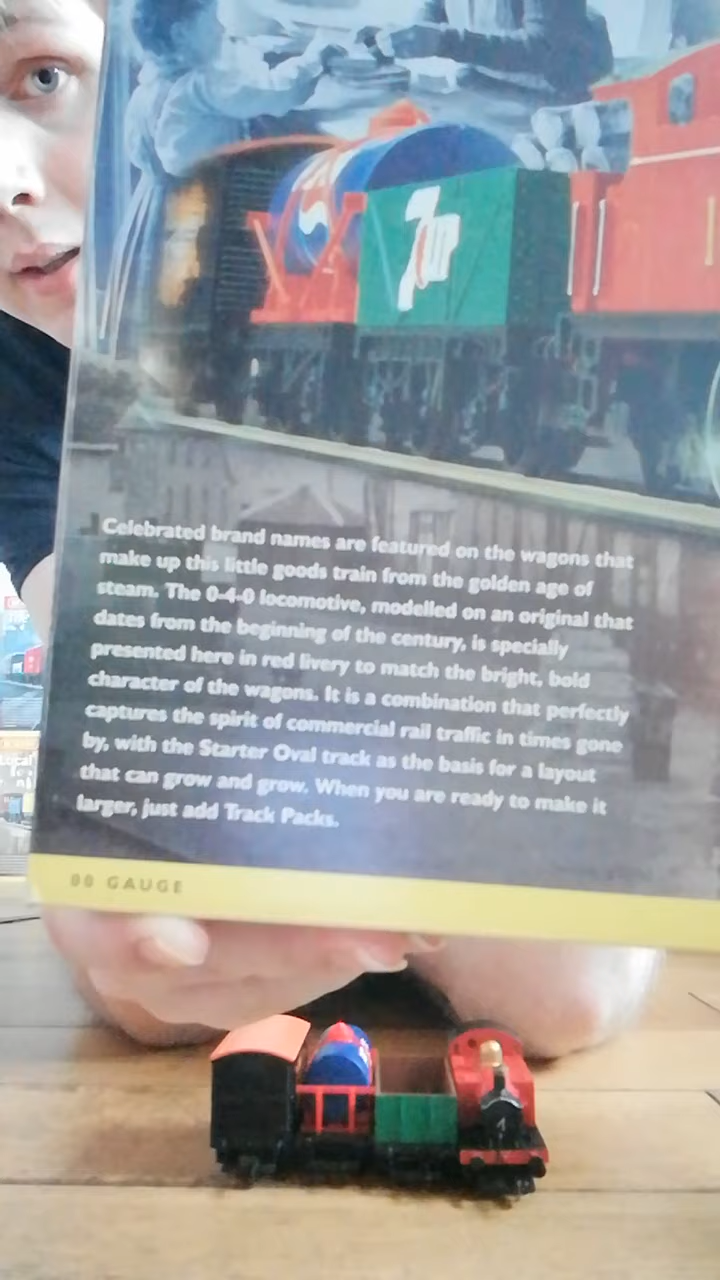 7UP
Celebrated brand names are featured on the wagons that
make up this little goods train from the golden age of
steam. The 0-4-0 locomotive, modelled on an original that
dates from the beginning of the century, is specially
presented here in red livery to match the bright, bold
character of the wagons. It is a combination that perfectly
captures the spirit of commercial rail traffic in times gone
by, with the Starter Oval track as the basis for a layout
that can grow and grow. When you are ready to make it
larger, just add Track Packs.
00 GAUGE
Local